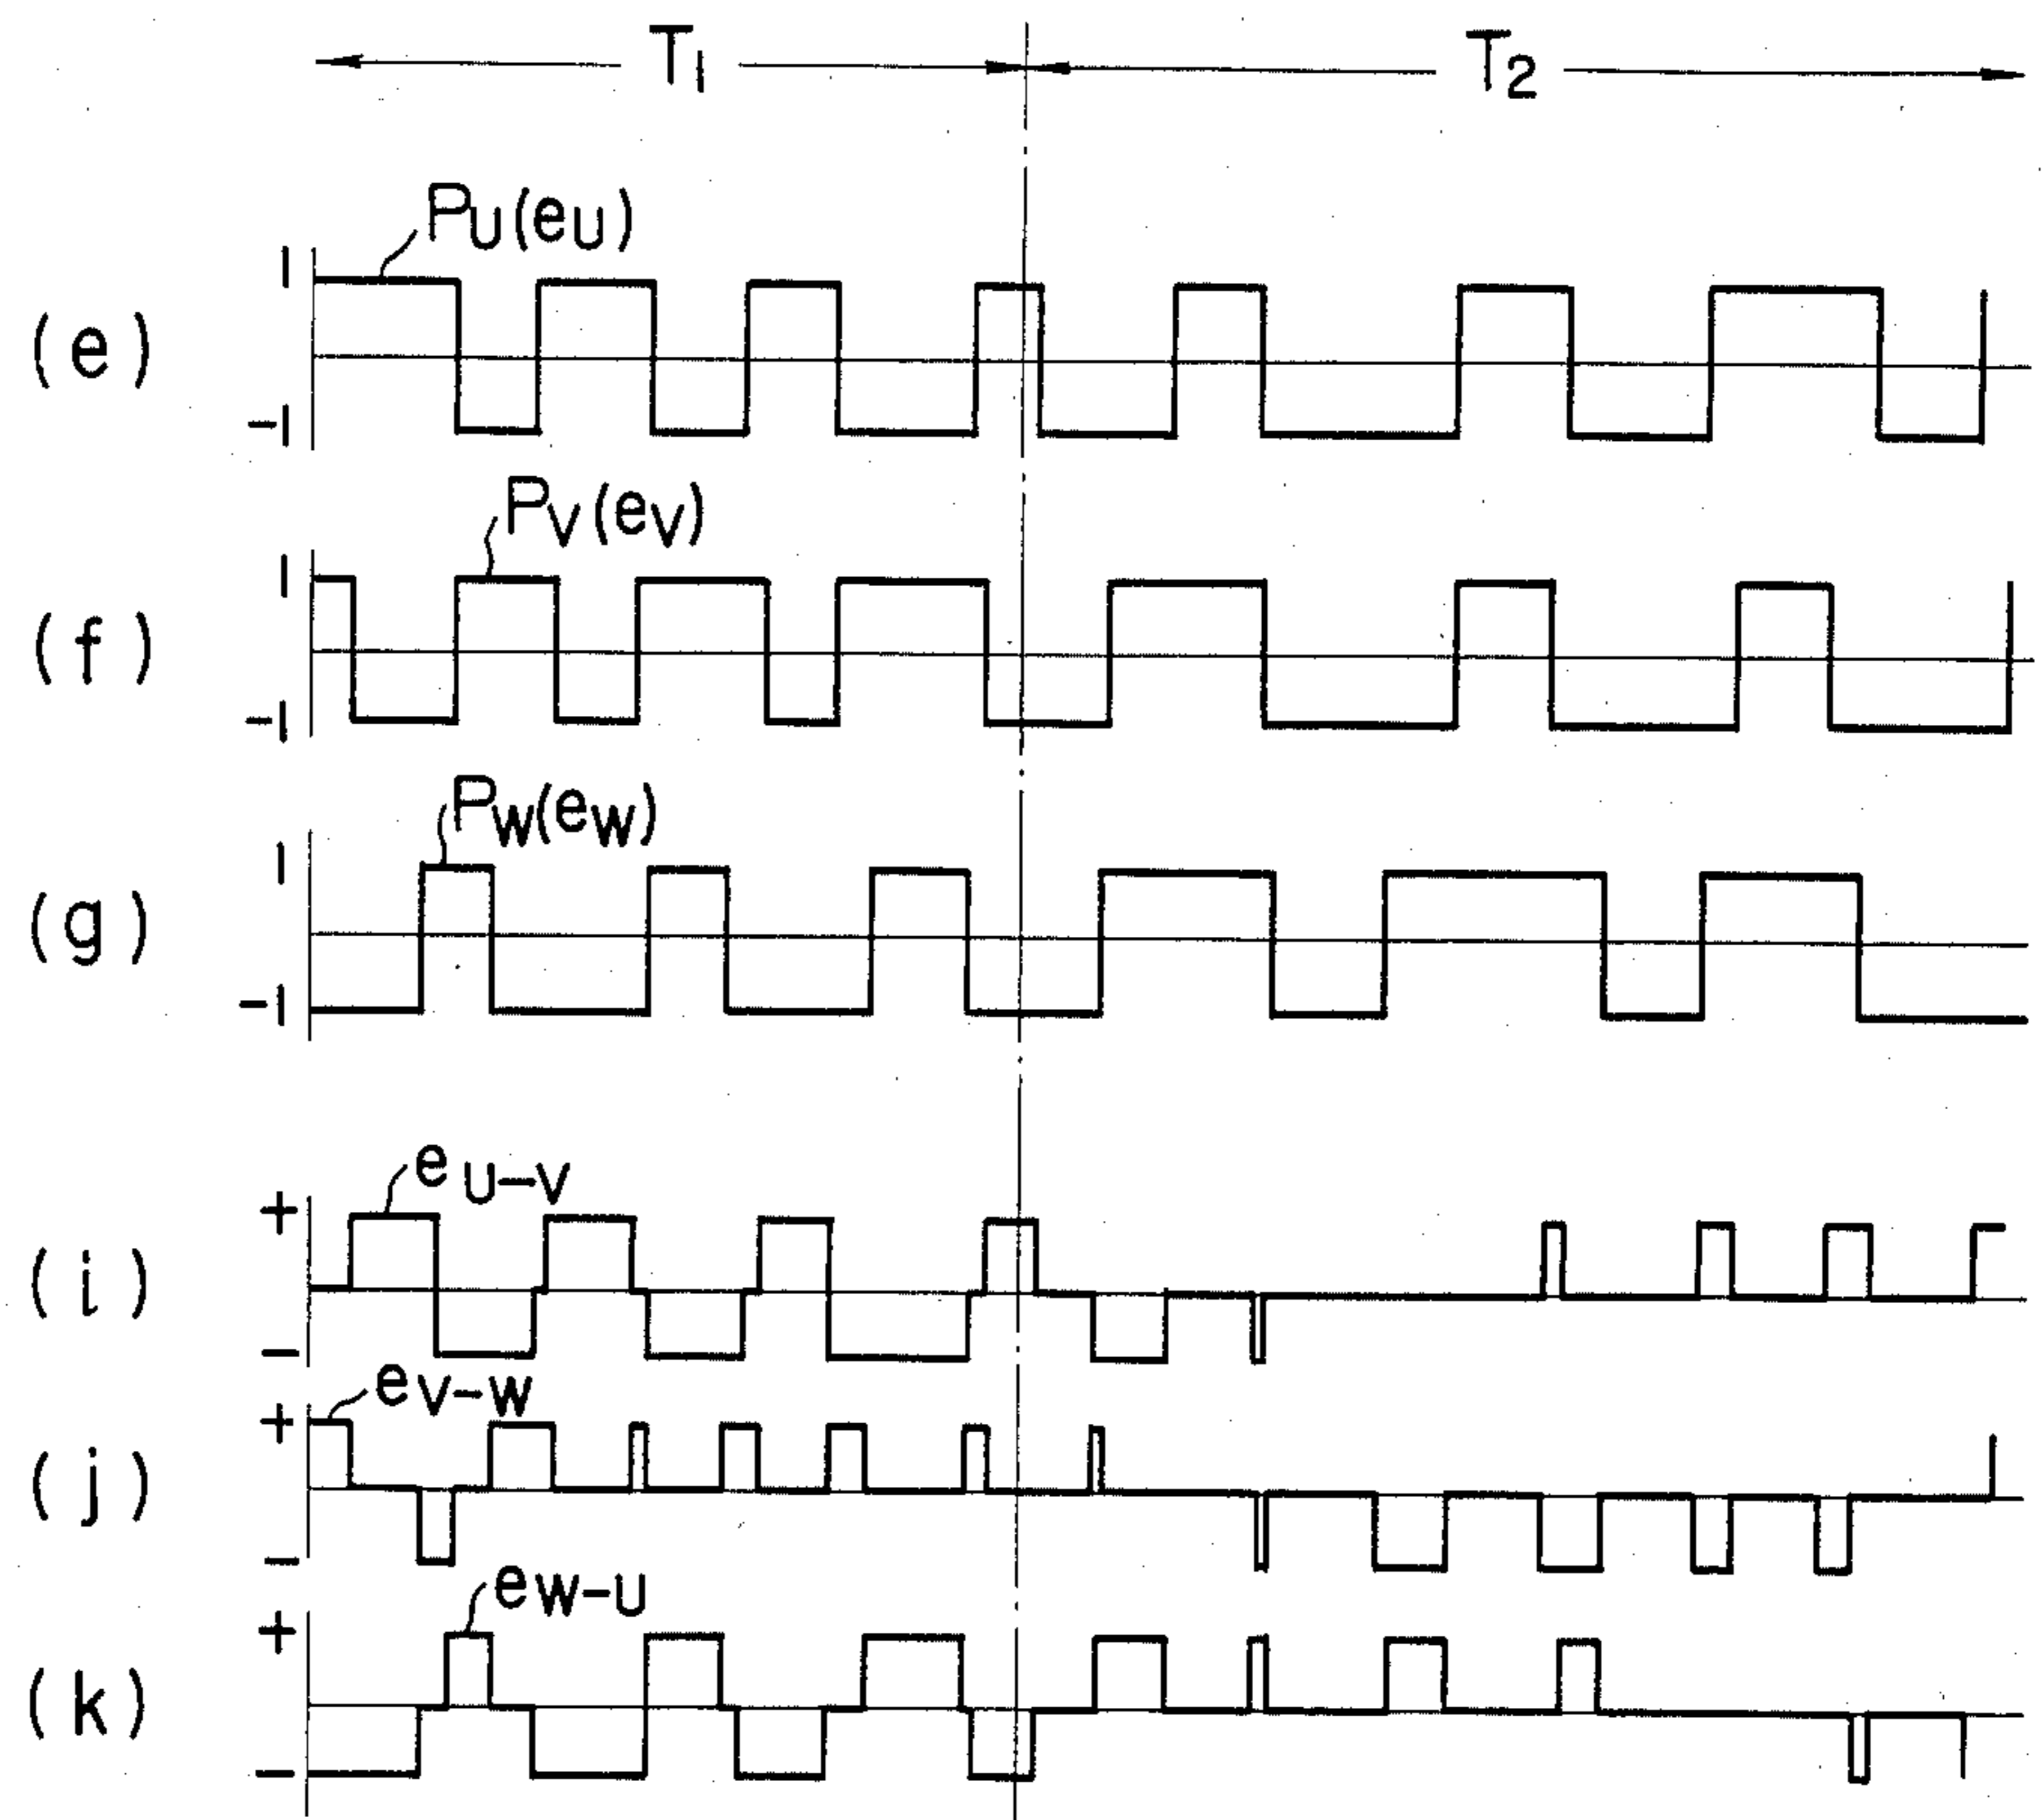 T1 T2
PU(eU)
1
(e)
-1
PV(eV)
1
(f)
-1
PW(eW)
1
(g)
-1
eU-V
+
(i)
-
eV-W
+
(j)
-
eW-U
+
(k)
-